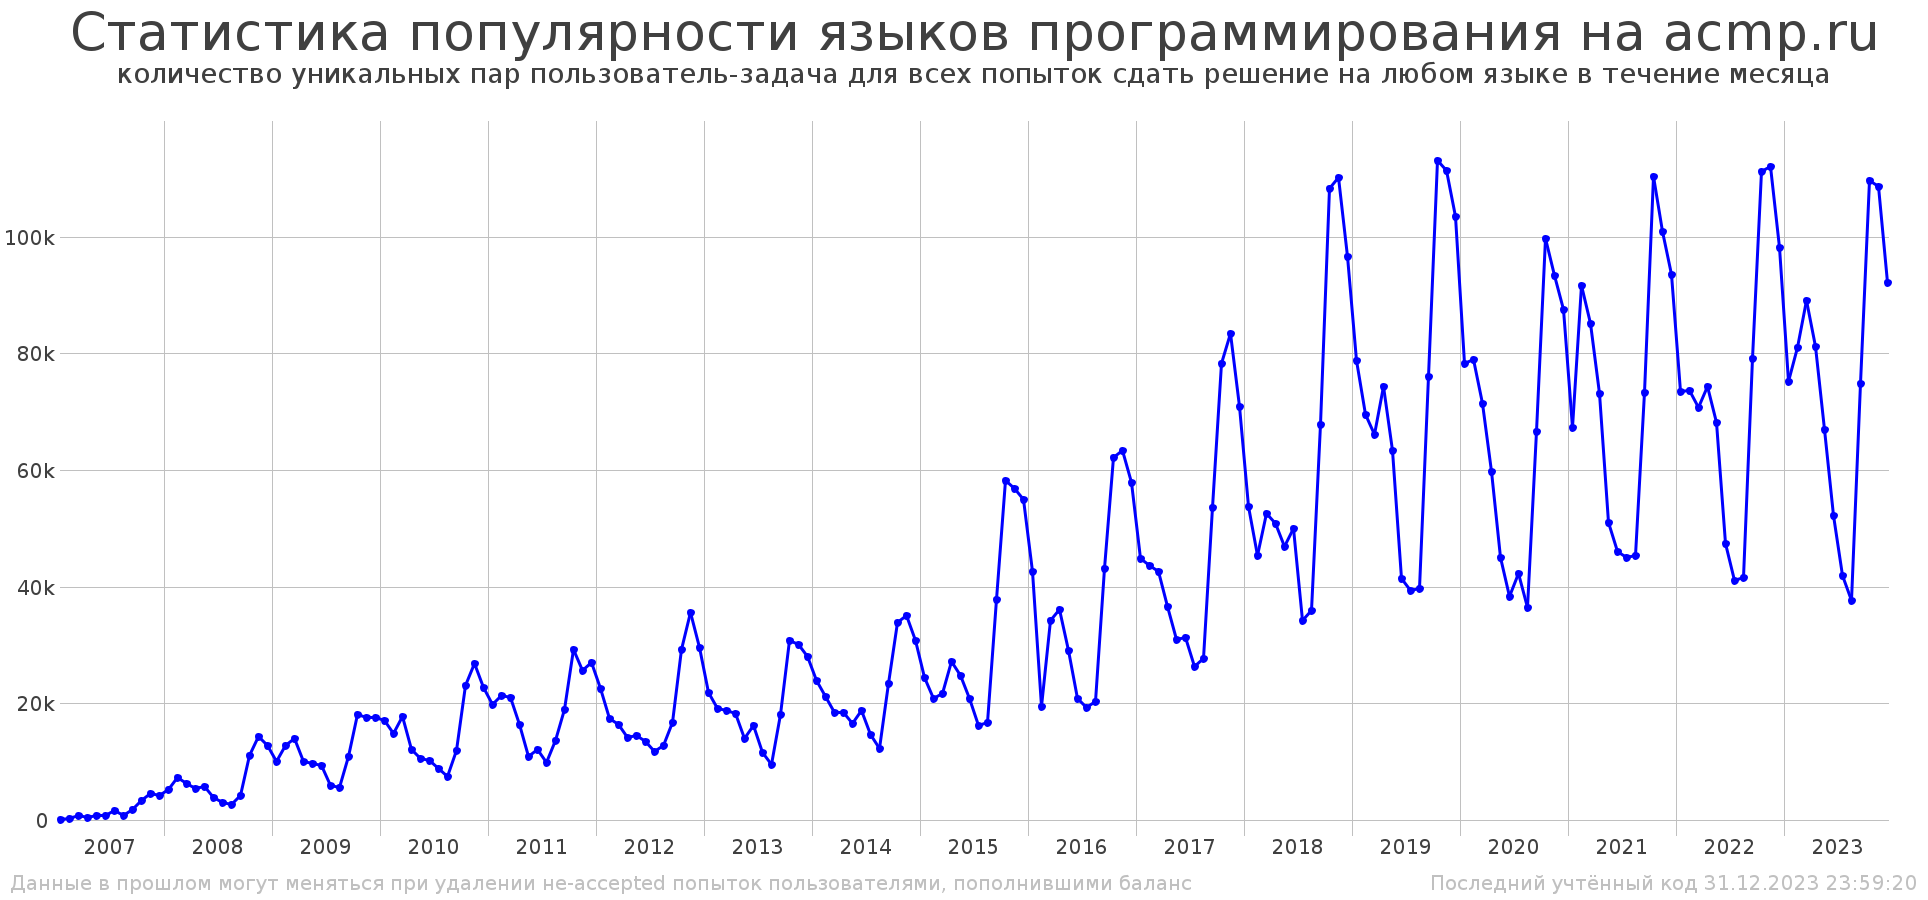 Статистика популярности языков программирования на acmp.ru
количество уникальных пар пользователь-задача для всех попыток сдать решение на любом языке в течение месяца
100k
80k
60k
40k
20k
0
2007 2008 2009 2010 2011 2012 2013 2014 2015 2016 2017 2018 2019 2020 2021 2022 2023
Данные в прошлом могут меняться при удалении не-accepted попыток пользователями, пополнившими баланс
Последний учтённый код 31.12.2023 23:59:20